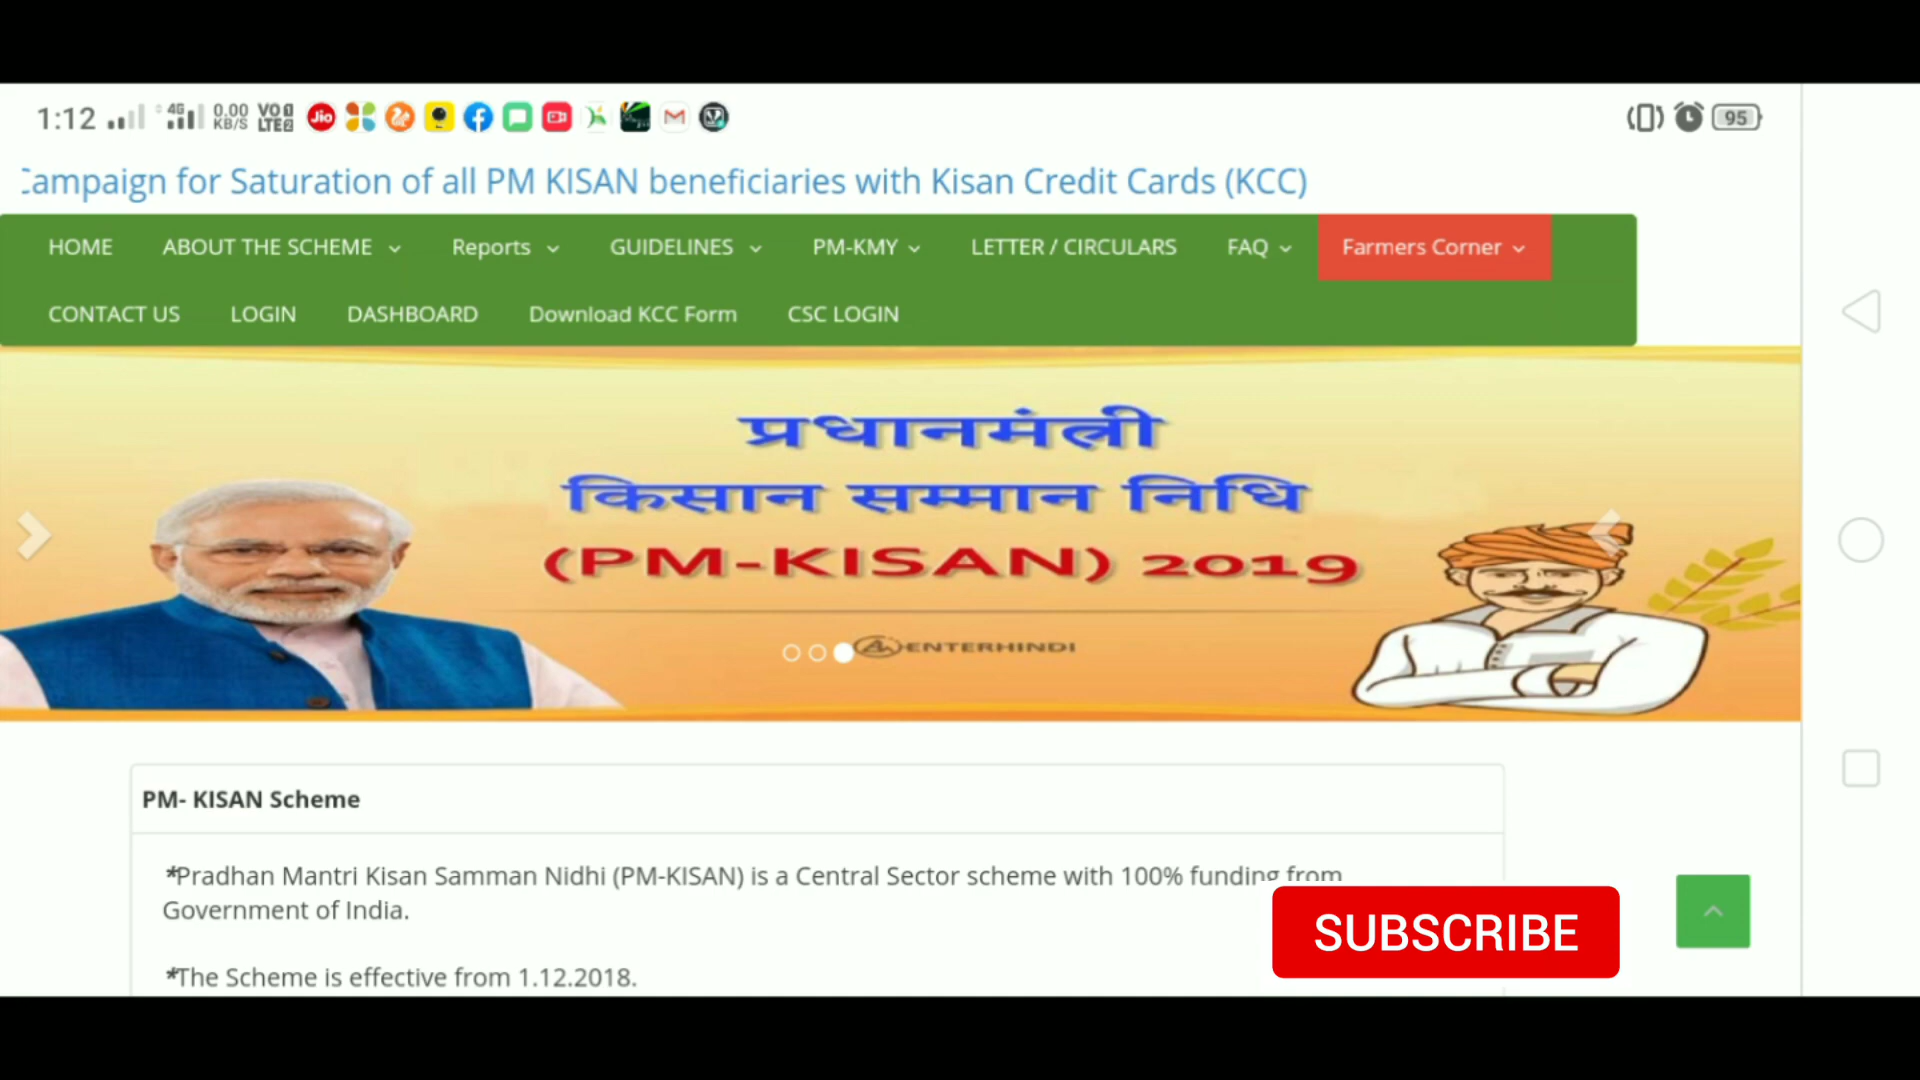 1:12 4G 0.00 KB/S VO LTE Jio 95
Campaign for Saturation of all PM KISAN beneficiaries with Kisan Credit Cards (KCC)
HOME ABOUT THE SCHEME Reports GUIDELINES PM-KMY LETTER / CIRCULARS FAQ Farmers Corner
CONTACT US LOGIN DASHBOARD Download KCC Form CSC LOGIN
प्रधानमंत्री
किसान सम्मान निधि
(PM-KISAN) 2019
ENTERHINDI
PM- KISAN Scheme
*Pradhan Mantri Kisan Samman Nidhi (PM-KISAN) is a Central Sector scheme with 100% funding from
Government of India.
SUBSCRIBE
*The Scheme is effective from 1.12.2018.